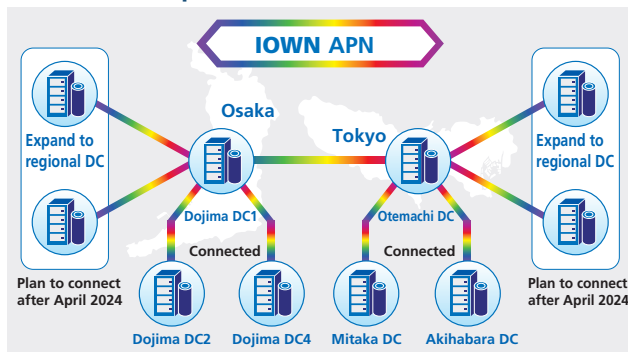 IOWN APN
Osaka
Tokyo
Expand to
regional DC
Expand to
regional DC
Dojima DC1
Otemachi DC
Connected
Connected
Plan to connect
after April 2024
Plan to connect
after April 2024
Dojima DC2
Dojima DC4
Mitaka DC
Akihabara DC